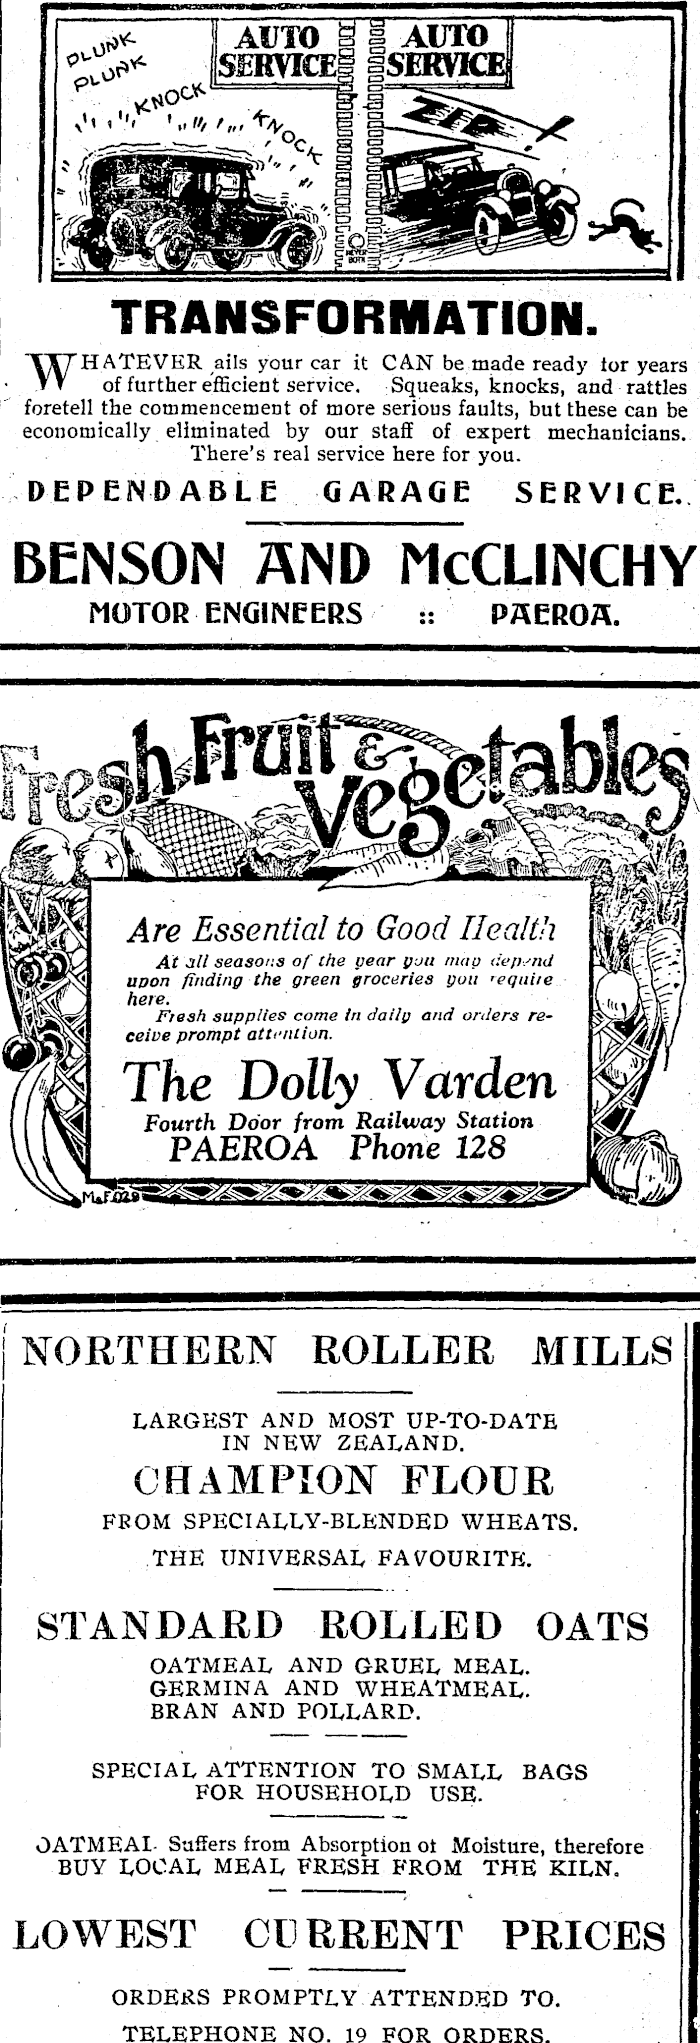 PLUNK
PLUNK
KNOCK
KNOCK
AUTO
SERVICE
AUTO
SERVICE
ZIP!
MEYER
BOTH
TRANSFORMATION.
WHATEVER ails your car it CAN be made ready for years
of further efficient service. Squeaks, knocks, and rattles
foretell the commencement of more serious faults, but these can be
economically eliminated by our staff of expert mechanicians.
There's real service here for you.
DEPENDABLE GARAGE SERVICE.
BENSON AND McCLINCHY
MOTOR ENGINEERS :: PAEROA.
Fresh Fruit &
Vegetables
Are Essential to Good Health
At all seasons of the year you may depend
upon finding the green groceries you require
here.
Fresh supplies come in daily and orders re-
ceive prompt attention.
The Dolly Varden
Fourth Door from Railway Station
PAEROA Phone 128
NORTHERN ROLLER MILLS
LARGEST AND MOST UP-TO-DATE
IN NEW ZEALAND.
CHAMPION FLOUR
FROM SPECIALLY-BLENDED WHEATS.
THE UNIVERSAL FAVOURITE.
STANDARD ROLLED OATS
OATMEAL AND GRUEL MEAL.
GERMINA AND WHEATMEAL.
BRAN AND POLLARD.
SPECIAL ATTENTION TO SMALL BAGS
FOR HOUSEHOLD USE.
OATMEAL Suffers from Absorption of Moisture, therefore
BUY LOCAL MEAL FRESH FROM THE KILN.
LOWEST CURRENT PRICES
ORDERS PROMPTLY ATTENDED TO.
TELEPHONE NO. 19 FOR ORDERS.